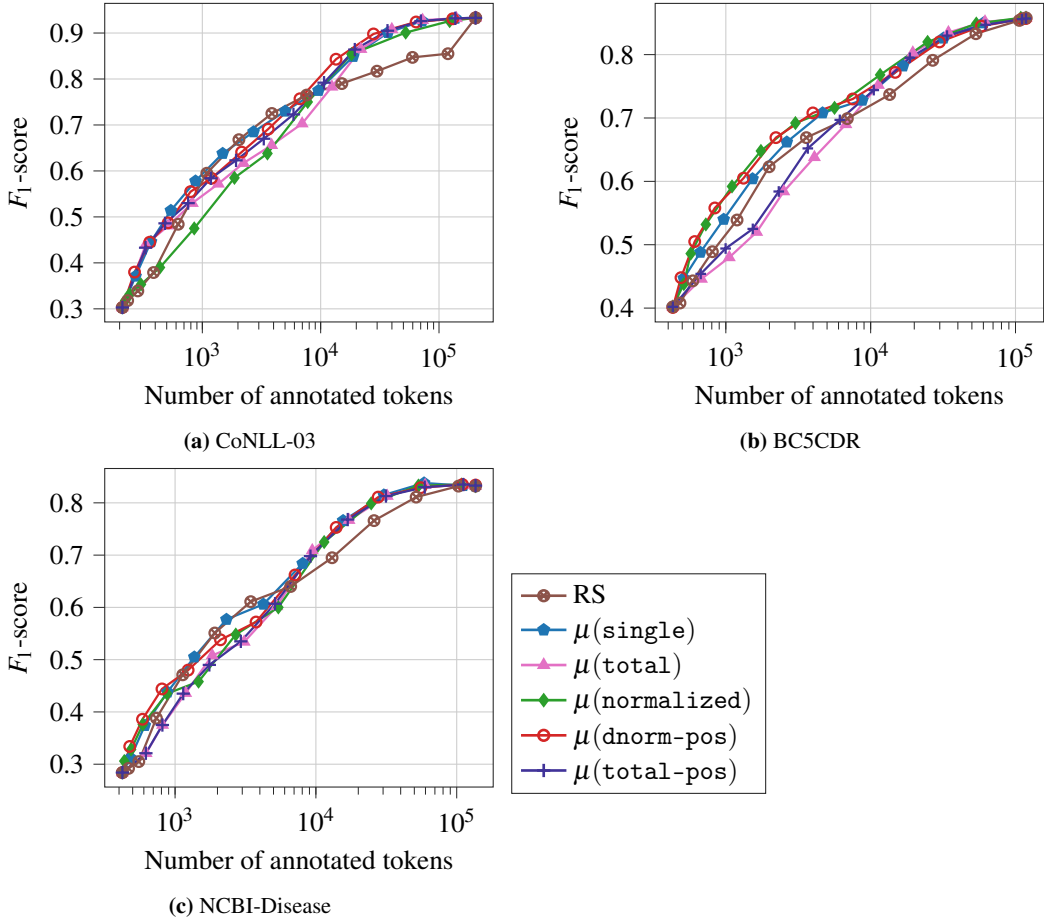 0.9
0.8
0.7
0.6
0.5
0.4
0.3
F1-score
10^3 10^4 10^5
Number of annotated tokens
(a) CoNLL-03
0.8
0.7
0.6
0.5
0.4
F1-score
10^3 10^4 10^5
Number of annotated tokens
(b) BC5CDR
0.8
0.7
0.6
0.5
0.4
0.3
F1-score
10^3 10^4 10^5
Number of annotated tokens
(c) NCBI-Disease
RS
μ(single)
μ(total)
μ(normalized)
μ(dnorm-pos)
μ(total-pos)